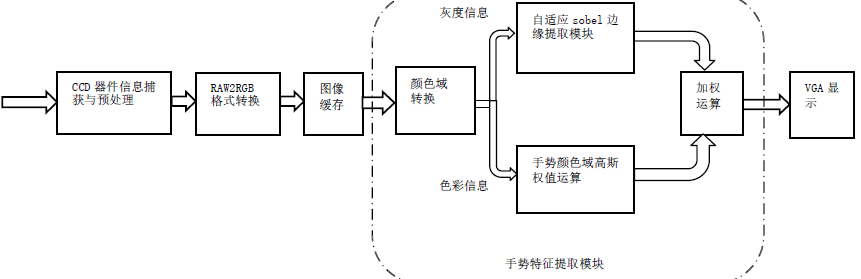 灰度信息
自适应 sobel 边
缘提取模块
CCD 器件信息捕
获与预处理
RAW2RGB
格式转换
图像
缓存
颜色域
转换
加权
运算
VGA 显
示
手势颜色域高斯
权值运算
色彩信息
手势特征提取模块